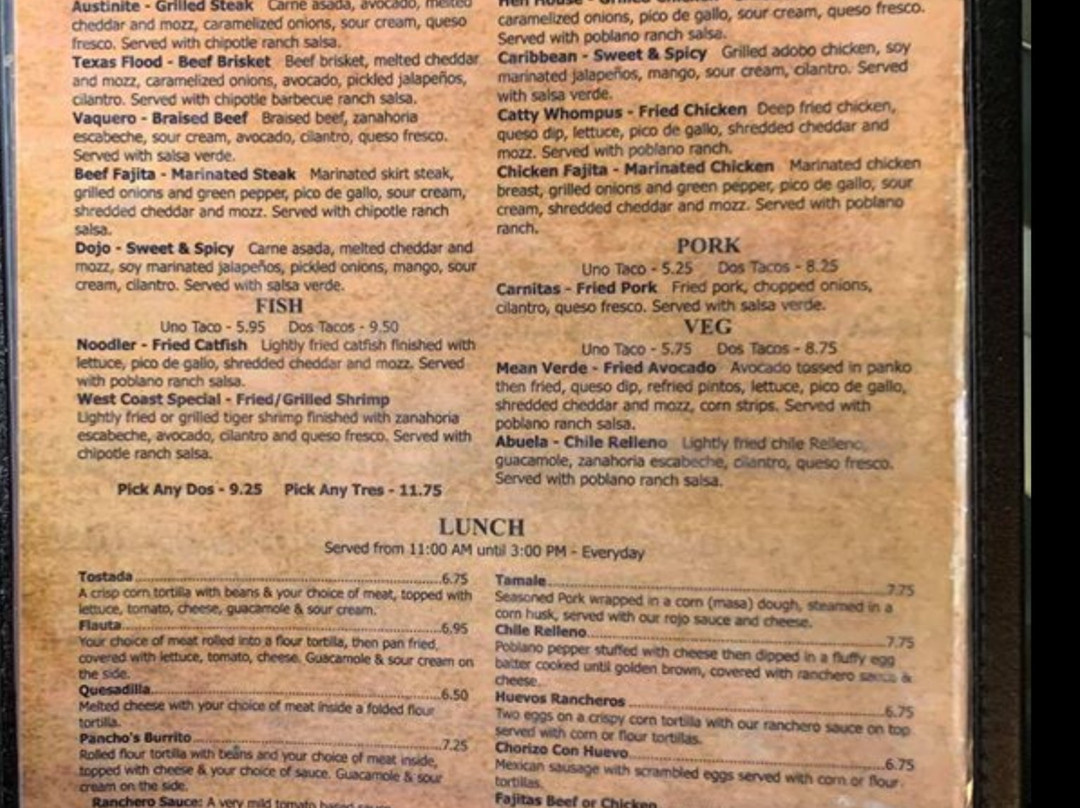 Austinite - Grilled Steak Carne asada, avocado, melted
cheddar and mozz, caramelized onions, sour cream, queso
fresco. Served with chipotle ranch salsa.
Texas Flood - Beef Brisket Beef brisket, melted cheddar
and mozz, caramelized onions, avocado, pickled jalapeños,
cilantro. Served with chipotle barbecue ranch salsa.
Vaquero - Braised Beef Braised beef, zanahoria
escabeche, sour cream, avocado, cilantro, queso fresco.
Served with salsa verde.
Beef Fajita - Marinated Steak Marinated skirt steak,
grilled onions and green pepper, pico de gallo, sour cream,
shredded cheddar and mozz. Served with chipotle ranch
salsa.
Dojo - Sweet & Spicy Carne asada, melted cheddar and
mozz, soy marinated jalapeños, pickled onions, mango, sour
cream, cilantro. Served with salsa verde.
FISH
Uno Taco - 5.95 Dos Tacos - 9.50
Noodler - Fried Catfish Lightly fried catfish finished with
lettuce, pico de gallo, shredded cheddar and mozz. Served
with poblano ranch salsa.
West Coast Special - Fried/Grilled Shrimp
Lightly fried or grilled tiger shrimp finished with zanahoria
escabeche, avocado, cilantro and queso fresco. Served with
chipotle ranch salsa.
Pick Any Dos - 9.25 Pick Any Tres - 11.75
Hen House - Grilled Chicken
caramelized onions, pico de gallo, sour cream, queso fresco.
Served with poblano ranch salsa.
Caribbean - Sweet & Spicy Grilled adobo chicken, soy
marinated jalapeños, mango, sour cream, cilantro. Served
with salsa verde.
Catty Whompus - Fried Chicken Deep fried chicken,
queso dip, lettuce, pico de gallo, shredded cheddar and
mozz. Served with poblano ranch.
Chicken Fajita - Marinated Chicken Marinated chicken
breast, grilled onions and green pepper, pico de gallo, sour
cream, shredded cheddar and mozz. Served with poblano
ranch.
PORK
Uno Taco - 5.25 Dos Tacos - 8.25
Carnitas - Fried Pork Fried pork, chopped onions,
cilantro, queso fresco. Served with salsa verde.
VEG
Uno Taco - 5.75 Dos Tacos - 8.75
Mean Verde - Fried Avocado Avocado tossed in panko
then fried, queso dip, refried pintos, lettuce, pico de gallo,
shredded cheddar and mozz, corn strips. Served with
poblano ranch salsa.
Abuela - Chile Relleno Lightly fried chile Relleno,
guacamole, zanahoria escabeche, cilantro, queso fresco.
Served with poblano ranch salsa.
LUNCH
Served from 11:00 AM until 3:00 PM - Everyday
Tostada 6.75
A crisp corn tortilla with beans & your choice of meat, topped with
lettuce, tomato, cheese, guacamole & sour cream.
Flauta 6.95
Your choice of meat rolled into a flour tortilla, then pan fried,
covered with lettuce, tomato, cheese. Guacamole & sour cream on
the side.
Quesadilla 6.50
Melted cheese with your choice of meat inside a folded flour
tortilla.
Pancho's Burrito 7.25
Rolled flour tortilla with beans and your choice of meat inside,
topped with cheese & your choice of sauce. Guacamole & sour
cream on the side.
Ranchero Sauce: A very mild tomato based sauce
Tamale 7.75
Seasoned Pork wrapped in a corn (masa) dough, steamed in a
corn husk, served with our rojo sauce and cheese.
Chile Relleno 7.75
Poblano pepper stuffed with cheese then dipped in a fluffy egg
batter cooked until golden brown, covered with ranchero sauce &
cheese.
Huevos Rancheros 6.75
Two eggs on a crispy corn tortilla with our ranchero sauce on top
served with corn or flour tortillas.
Chorizo Con Huevo 6.75
Mexican sausage with scrambled eggs served with corn or flour
tortillas.
Fajitas Beef or Chicken